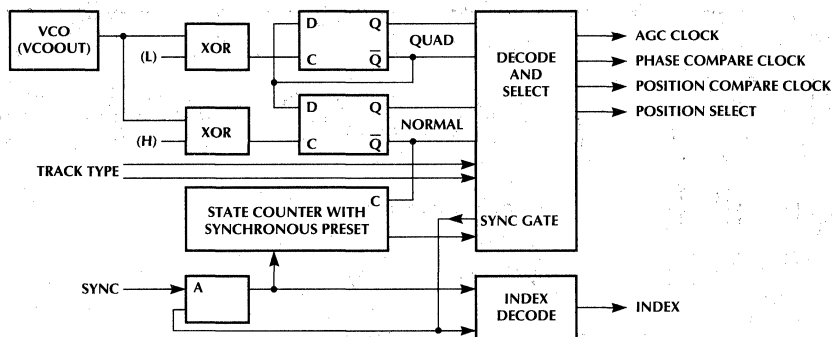 VCO
(VCOOUT)
(L)
XOR
D
Q
C
Q
QUAD
DECODE
AND
SELECT
AGC CLOCK
PHASE COMPARE CLOCK
POSITION COMPARE CLOCK
POSITION SELECT
(H)
XOR
D
Q
C
Q
NORMAL
TRACK TYPE
C
STATE COUNTER WITH
SYNCHRONOUS PRESET
SYNC GATE
SYNC
A
INDEX
DECODE
INDEX